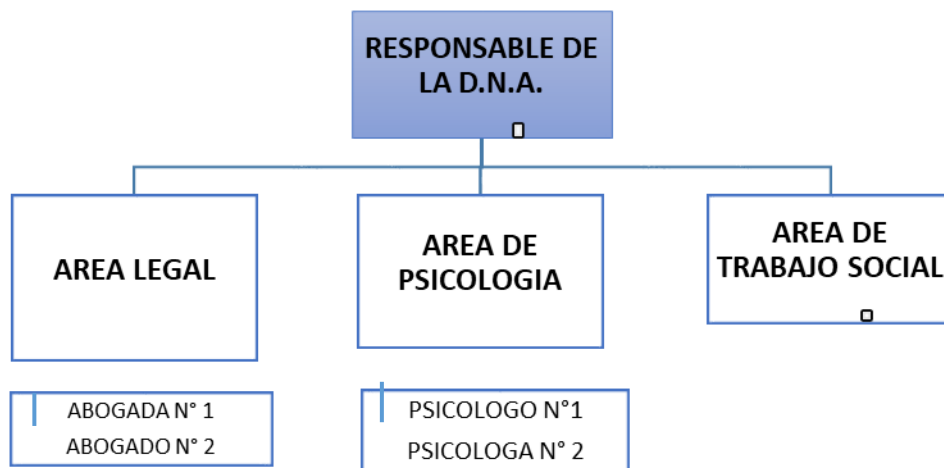 RESPONSABLE DE
LA D.N.A.
AREA LEGAL
AREA DE
PSICOLOGIA
AREA DE
TRABAJO SOCIAL
ABOGADA N° 1
ABOGADO N° 2
PSICOLOGO N°1
PSICOLOGA N° 2